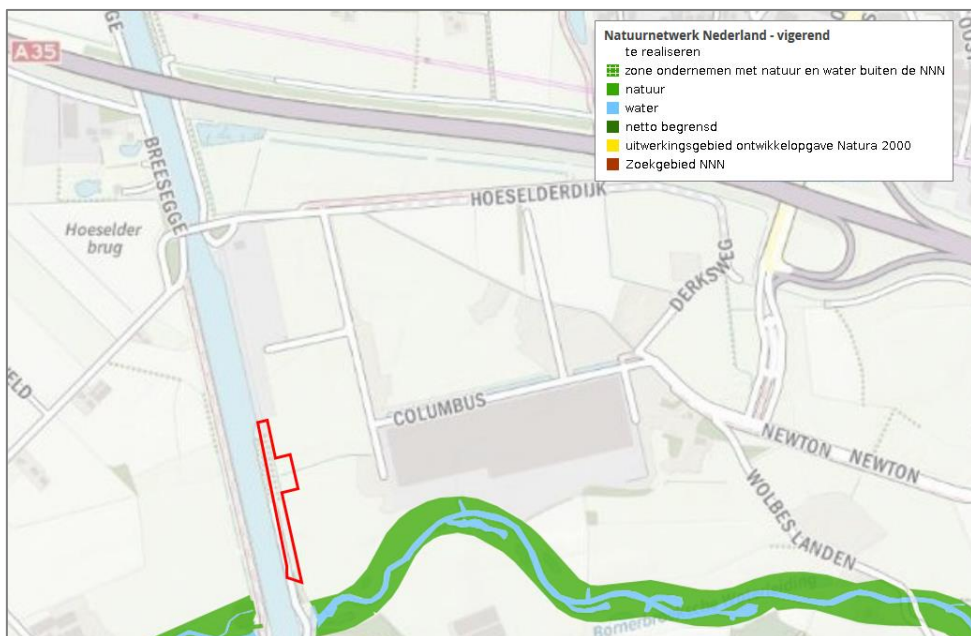 Natuurnetwerk Nederland - vigerend
te realiseren
zone ondernemen met natuur en water buiten de NNN
natuur
water
netto begrensd
uitwerkingsgebied ontwikkelopgave Natura 2000
Zoekgebied NNN
GE
A35
BREESEGGE
HOESELDERDIJK
Hoeselder
brug
DERKSWEG
COLUMBUS
NEWTON NEWTON
WOLBES LANDEN